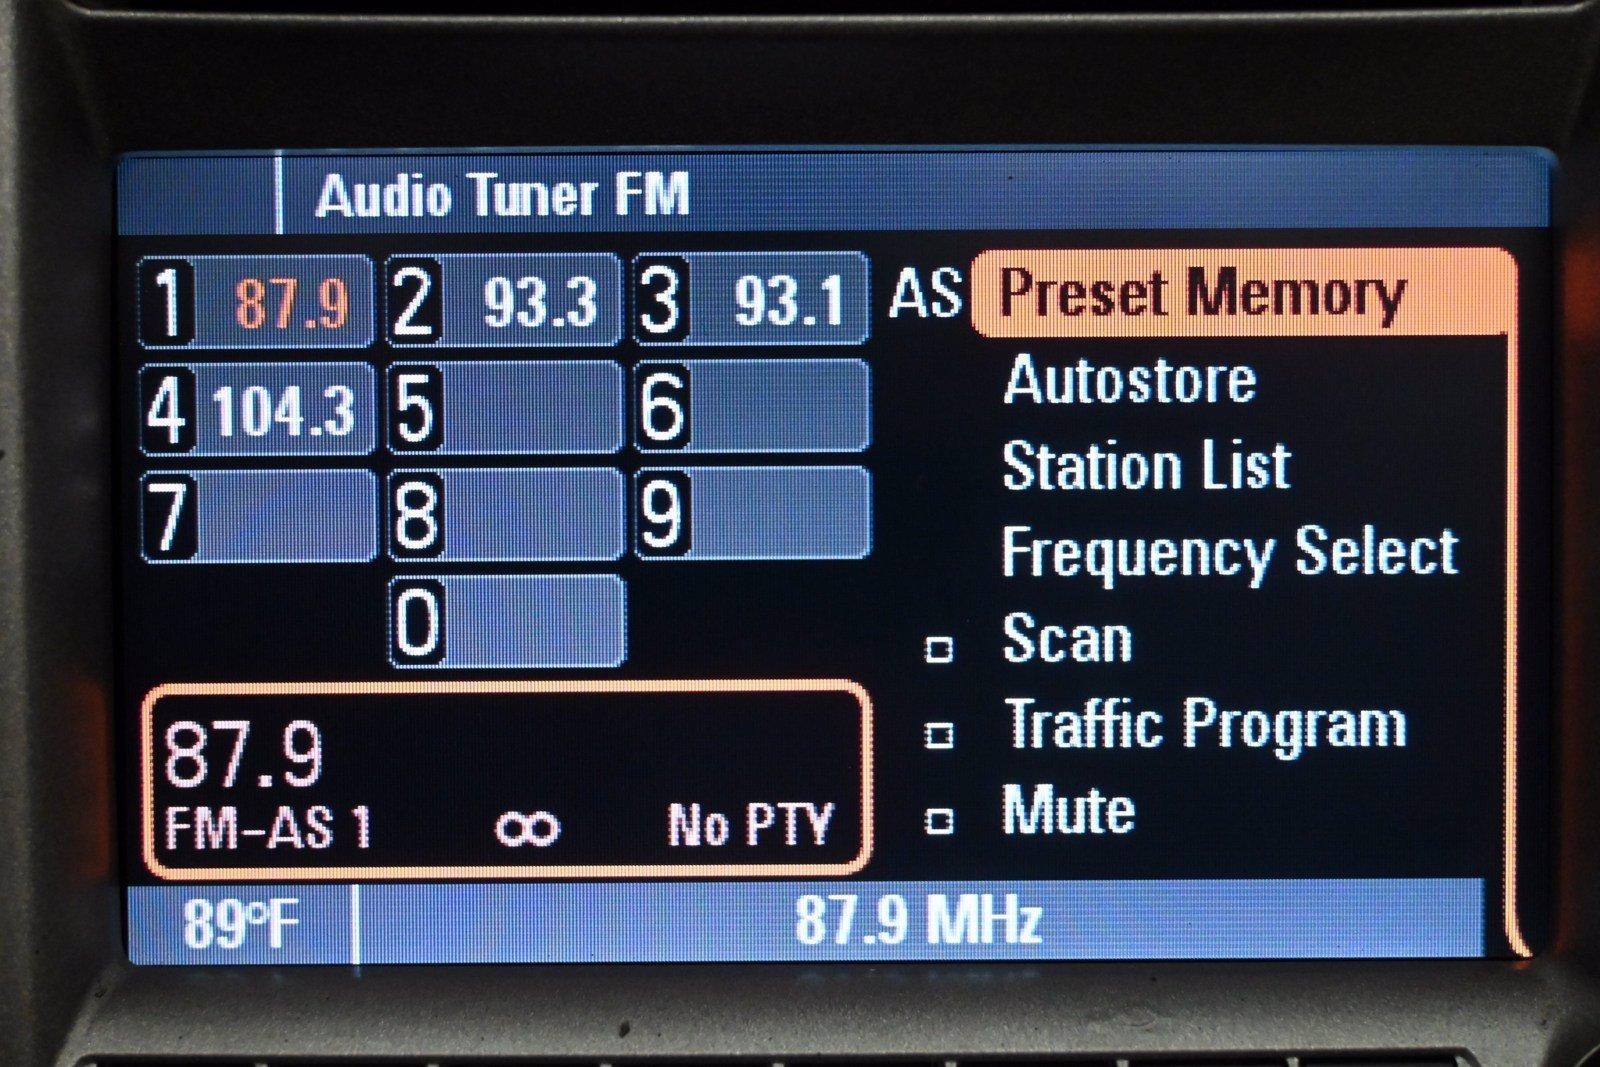 Audio Tuner FM
1 87.9 2 93.3 3 93.1
4 104.3 5 6
7 8 9
0
AS Preset Memory
Autostore
Station List
Frequency Select
Scan
Traffic Program
Mute
87.9
FM-AS 1 ∞ No PTY
89°F 87.9 MHz